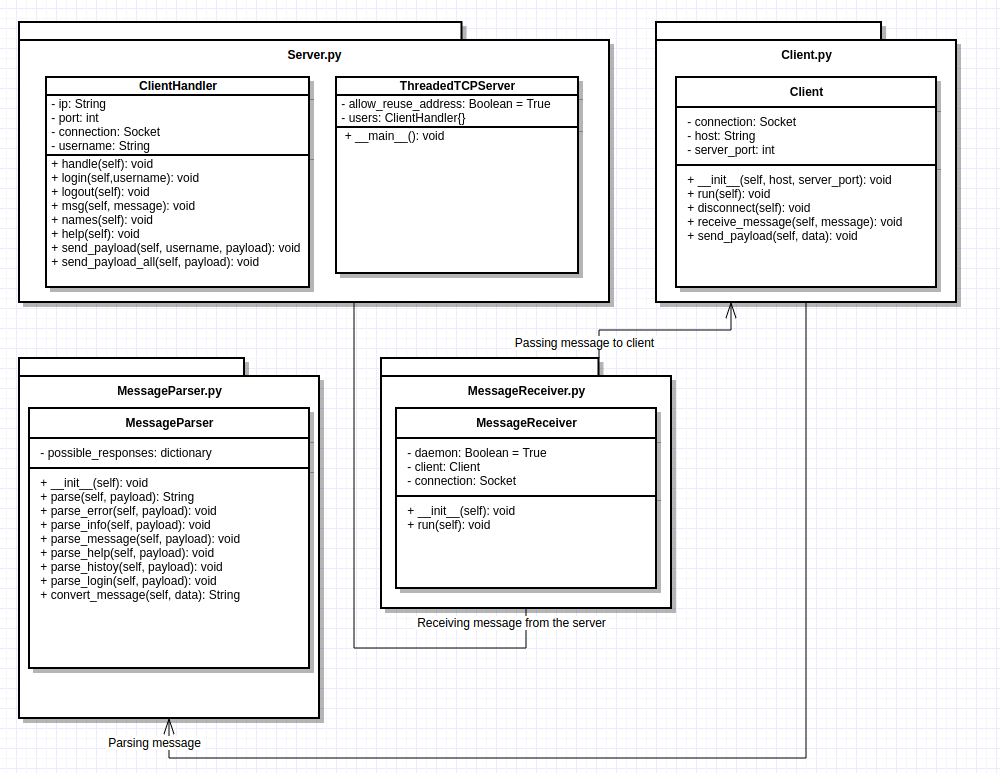 Server.py
ClientHandler
- ip: String
- port: int
- connection: Socket
- username: String
+ handle(self): void
+ login(self,username): void
+ logout(self): void
+ msg(self, message): void
+ names(self): void
+ help(self): void
+ send_payload(self, username, payload): void
+ send_payload_all(self, payload): void
ThreadedTCPServer
- allow_reuse_address: Boolean = True
- users: ClientHandler{}
+ __main__(): void
Client.py
Client
- connection: Socket
- host: String
- server_port: int
+ __init__(self, host, server_port): void
+ run(self): void
+ disconnect(self): void
+ receive_message(self, message): void
+ send_payload(self, data): void
Passing message to client
MessageParser.py
MessageParser
- possible_responses: dictionary
+ __init__(self): void
+ parse(self, payload): String
+ parse_error(self, payload): void
+ parse_info(self, payload): void
+ parse_message(self, payload): void
+ parse_help(self, payload): void
+ parse_histoy(self, payload): void
+ parse_login(self, payload): void
+ convert_message(self, data): String
MessageReceiver.py
MessageReceiver
- daemon: Boolean = True
- client: Client
- connection: Socket
+ __init__(self): void
+ run(self): void
Receiving message from the server
Parsing message